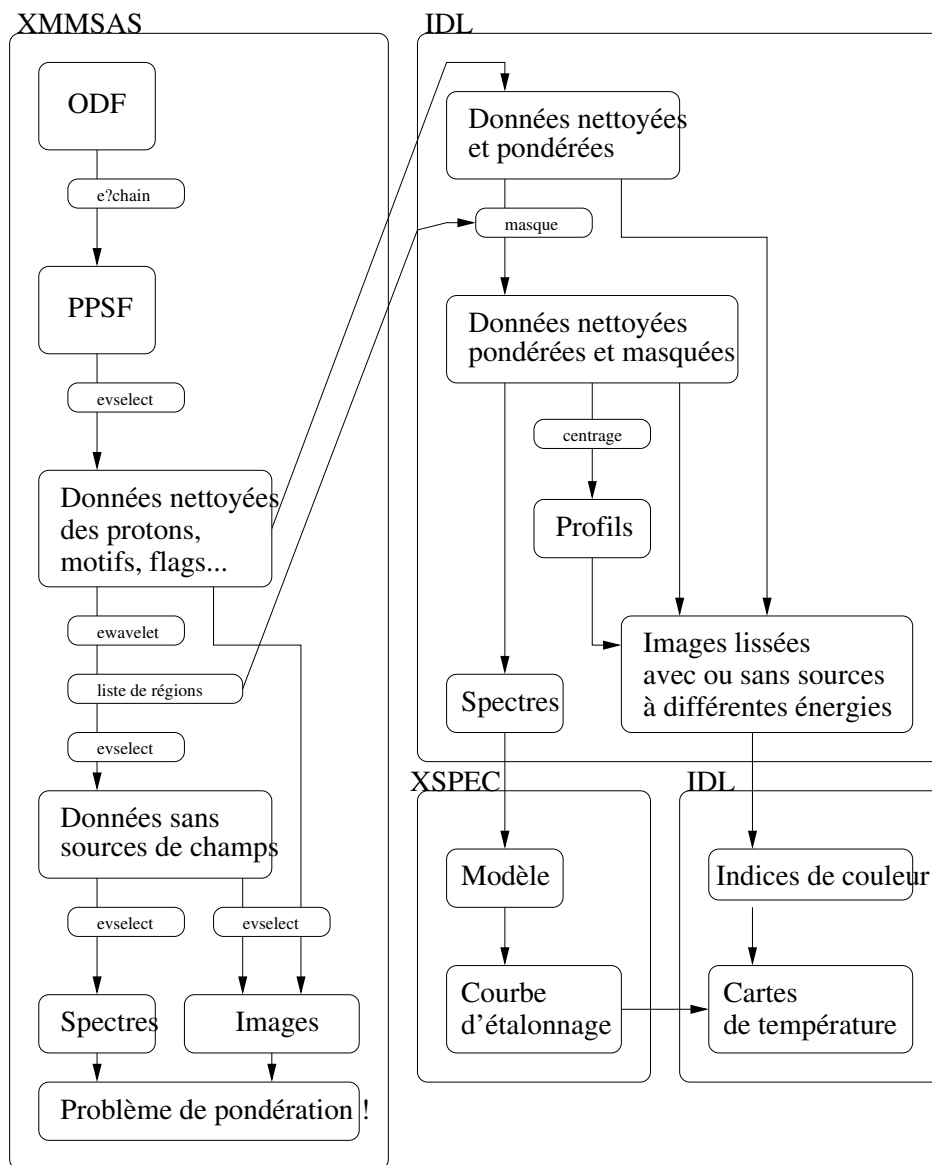 XMMSAS
ODF
e?chain
PPSF
evselect
Données nettoyées
des protons,
motifs, flags...
ewavelet
liste de régions
evselect
Données sans
sources de champs
evselect
evselect
Spectres
Images
Problème de pondération !
IDL
Données nettoyées
et pondérées
masque
Données nettoyées
pondérées et masquées
centrage
Profils
Images lissées
avec ou sans sources
à différentes énergies
Spectres
XSPEC
Modèle
Courbe
d'étalonnage
IDL
Indices de couleur
Cartes
de température